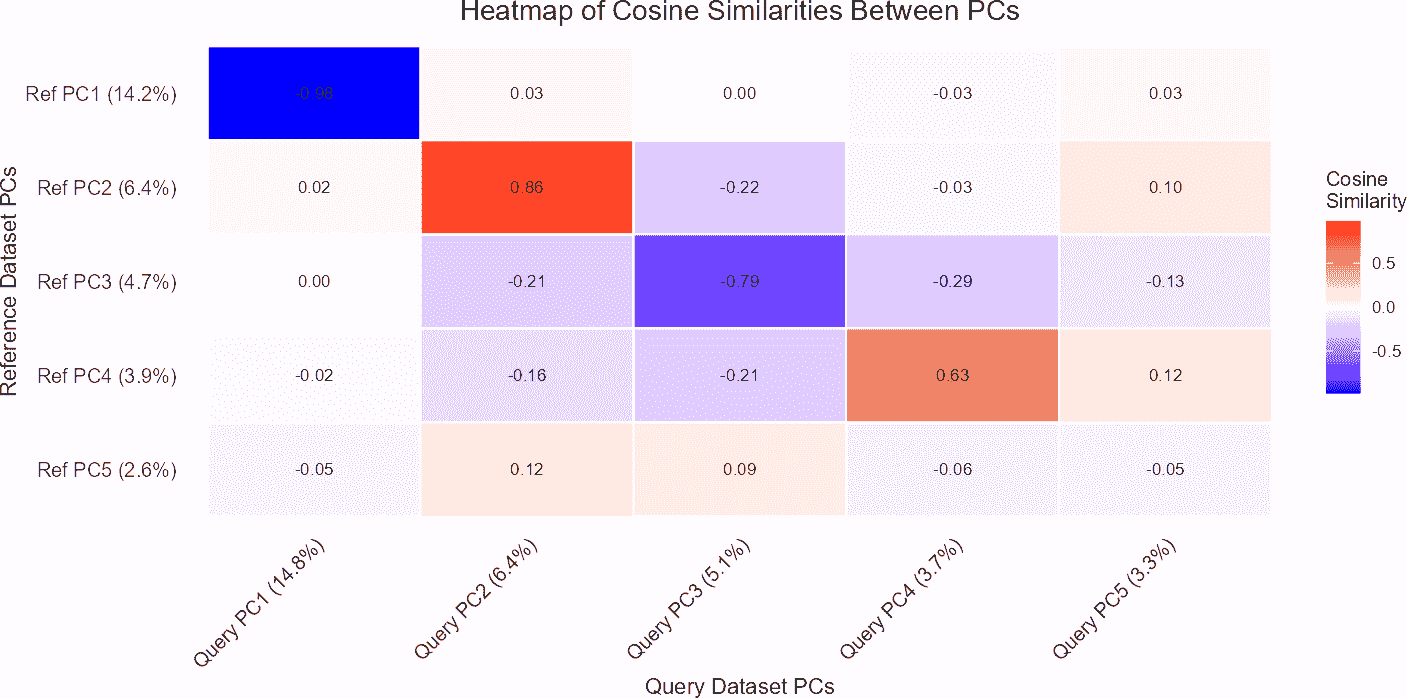 Heatmap of Cosine Similarities Between PCs
Reference Dataset PCs
Ref PC1 (14.2%) -0.98 0.03 0.00 -0.03 0.03
Ref PC2 (6.4%) 0.02 0.86 -0.22 -0.03 0.10
Ref PC3 (4.7%) 0.00 -0.21 -0.79 -0.29 -0.13
Ref PC4 (3.9%) -0.02 -0.16 -0.21 0.63 0.12
Ref PC5 (2.6%) -0.05 0.12 0.09 -0.06 -0.05
Query PC1 (14.8%)
Query PC2 (6.4%)
Query PC3 (5.1%)
Query PC4 (3.7%)
Query PC5 (3.3%)
Query Dataset PCs
Cosine
Similarity
0.5
0.0
-0.5